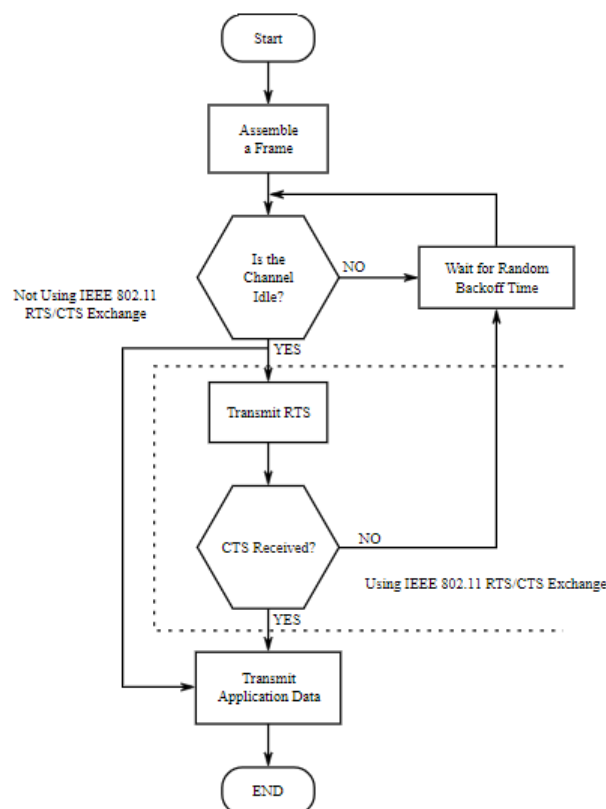 Start
Assemble
a Frame
Is the
Channel
Idle?
NO
Wait for Random
Backoff Time
Not Using IEEE 802.11
RTS/CTS Exchange
YES
Transmit RTS
CTS Received?
NO
Using IEEE 802.11 RTS/CTS Exchange
YES
Transmit
Application Data
END